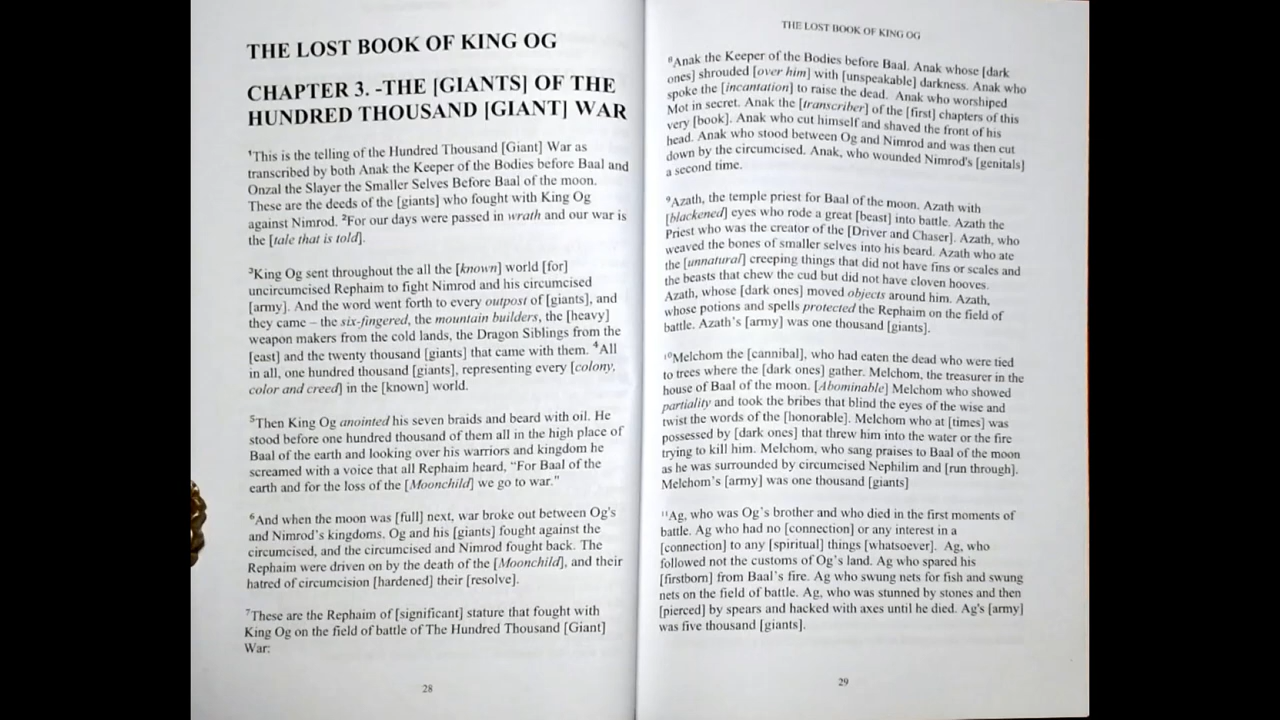 THE LOST BOOK OF KING OG
CHAPTER 3. -THE [GIANTS] OF THE
HUNDRED THOUSAND [GIANT] WAR
¹This is the telling of the Hundred Thousand [Giant] War as
transcribed by both Anak the Keeper of the Bodies before Baal and
Onzal the Slayer the Smaller Selves Before Baal of the moon.
These are the deeds of the [giants] who fought with King Og
against Nimrod. ²For our days were passed in wrath and our war is
the [tale that is told].
³King Og sent throughout the all the [known] world [for]
uncircumcised Rephaim to fight Nimrod and his circumcised
[army]. And the word went forth to every outpost of [giants], and
they came – the six-fingered, the mountain builders, the [heavy]
weapon makers from the cold lands, the Dragon Siblings from the
[east] and the twenty thousand [giants] that came with them. ⁴All
in all, one hundred thousand [giants], representing every [colony,
color and creed] in the [known] world.
⁵Then King Og anointed his seven braids and beard with oil. He
stood before one hundred thousand of them all in the high place of
Baal of the earth and looking over his warriors and kingdom he
screamed with a voice that all Rephaim heard, “For Baal of the
earth and for the loss of the [Moonchild] we go to war.”
⁶And when the moon was [full] next, war broke out between Og's
and Nimrod's kingdoms. Og and his [giants] fought against the
circumcised, and the circumcised and Nimrod fought back. The
Rephaim were driven on by the death of the [Moonchild], and their
hatred of circumcision [hardened] their [resolve].
⁷These are the Rephaim of [significant] stature that fought with
King Og on the field of battle of The Hundred Thousand [Giant]
War:
28
THE LOST BOOK OF KING OG
⁸Anak the Keeper of the Bodies before Baal. Anak whose [dark
ones] shrouded [over him] with [unspeakable] darkness. Anak who
spoke the [incantation] to raise the dead. Anak who worshiped
Mot in secret. Anak the [transcriber] of the [first] chapters of this
very [book]. Anak who cut himself and shaved the front of his
head. Anak who stood between Og and Nimrod and was then cut
down by the circumcised. Anak, who wounded Nimrod's [genitals]
a second time.
⁹Azath, the temple priest for Baal of the moon. Azath with
[blackened] eyes who rode a great [beast] into battle. Azath the
Priest who was the creator of the [Driver and Chaser]. Azath, who
weaved the bones of smaller selves into his beard. Azath who ate
the [unnatural] creeping things that did not have fins or scales and
the beasts that chew the cud but did not have cloven hooves.
Azath, whose [dark ones] moved objects around him. Azath,
whose potions and spells protected the Rephaim on the field of
battle. Azath's [army] was one thousand [giants].
¹⁰Melchom the [cannibal], who had eaten the dead who were tied
to trees where the [dark ones] gather. Melchom, the treasurer in the
house of Baal of the moon. [Abominable] Melchom who showed
partiality and took the bribes that blind the eyes of the wise and
twist the words of the [honorable]. Melchom who at [times] was
possessed by [dark ones] that threw him into the water or the fire
trying to kill him. Melchom, who sang praises to Baal of the moon
as he was surrounded by circumcised Nephilim and [run through].
Melchom's [army] was one thousand [giants]
¹¹Ag, who was Og's brother and who died in the first moments of
battle. Ag who had no [connection] or any interest in a
[connection] to any [spiritual] things [whatsoever]. Ag, who
followed not the customs of Og's land. Ag who spared his
[firstborn] from Baal's fire. Ag who swung nets for fish and swung
nets on the field of battle. Ag, who was stunned by stones and then
[pierced] by spears and hacked with axes until he died. Ag's [army]
was five thousand [giants].
29